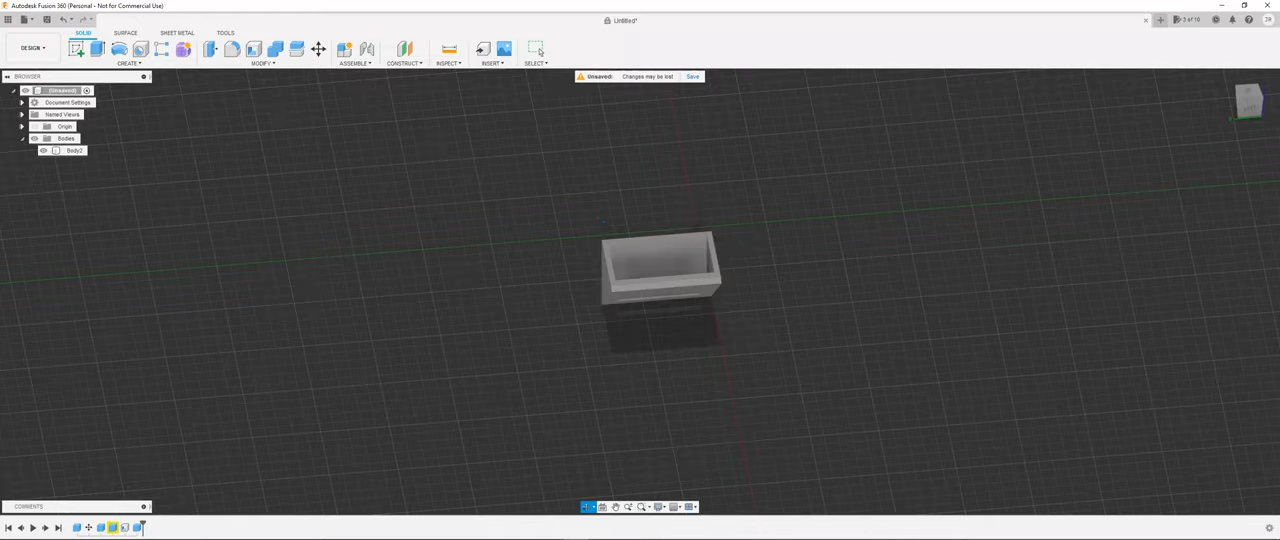 Autodesk Fusion 360 (Personal - Not for Commercial Use)
Untitled*
3 of 10
DESIGN
SOLID
SURFACE
SHEET METAL
TOOLS
CREATE
MODIFY
ASSEMBLE
CONSTRUCT
INSPECT
INSERT
SELECT
BROWSER
Unsaved:
Changes may be lost
Save
(Unsaved)
Document Settings
Named Views
Origin
Bodies
Body2
COMMENTS